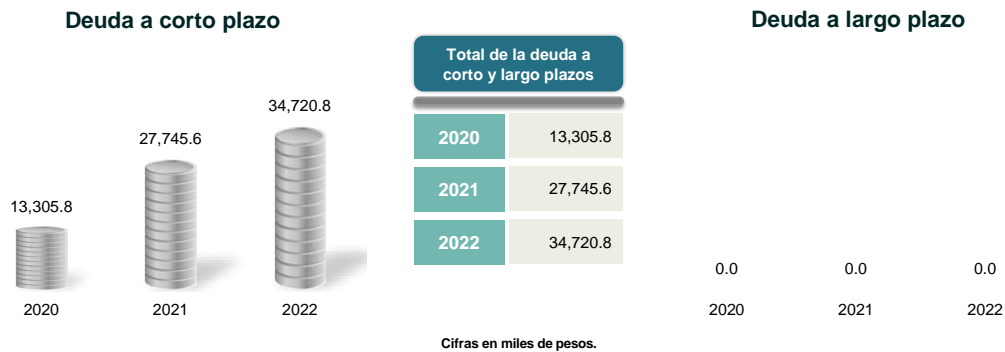 Deuda a corto plazo
34,720.8
27,745.6
13,305.8
2020
2021
2022
Total de la deuda a
corto y largo plazos
2020 13,305.8
2021 27,745.6
2022 34,720.8
Cifras en miles de pesos.
Deuda a largo plazo
0.0 0.0 0.0
2020 2021 2022